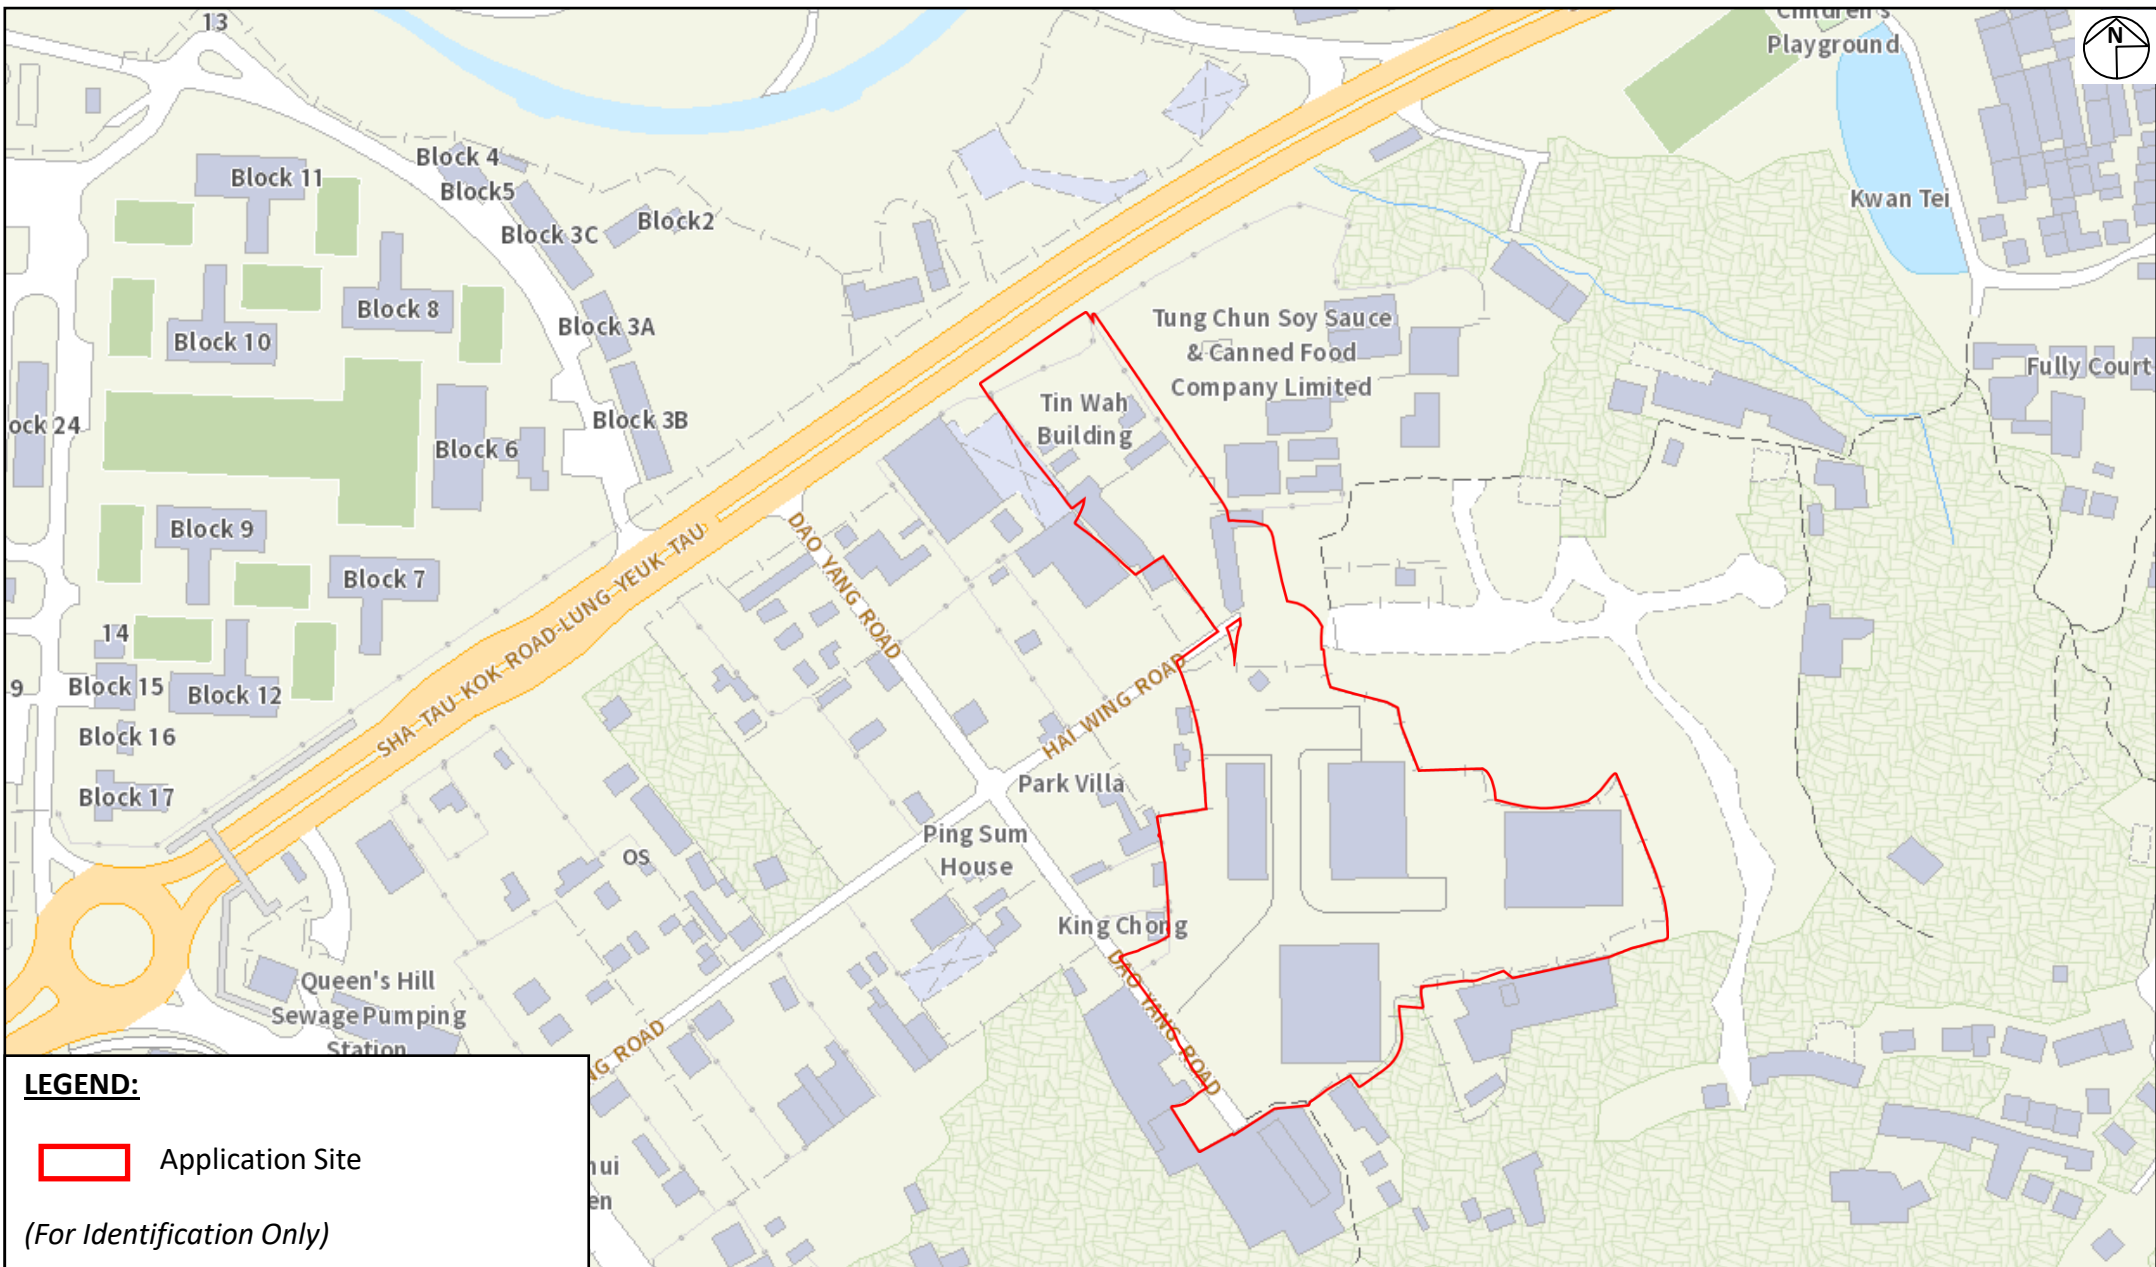 13
Children's
Playground
N
Block 4
Block 11
Block5
Kwan Tei
Block2
Block 3C
Block 8
Tung Chun Soy Sauce
& Canned Food
Company Limited
Block 3A
Block 10
Fully Court
Tin Wah
Building
Block 3B
ock 24
Block 6
Block 9
DAO YANG ROAD
SHA TAU KOK ROAD-LUNG YEUK TAU
Block 7
14
9
Block 15
Block 12
HAI WING ROAD
Block 16
Park Villa
Block 17
Ping Sum
House
OS
King Chong
DAO YANG ROAD
Queen's Hill
Sewage Pumping
Station
NG ROAD
LEGEND:
Application Site
(For Identification Only)
hui
en